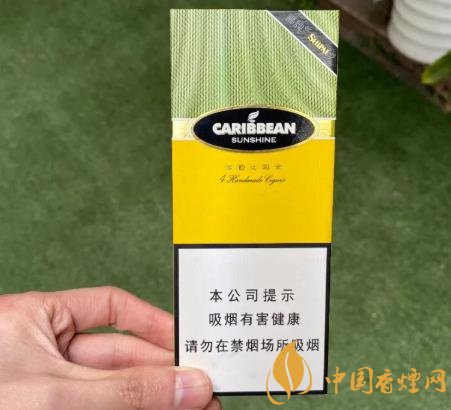 CARIBBEAN
SUNSHINE
4 Handmade Cigars
本公司提示
吸烟有害健康
请勿在禁烟场所吸烟
中国香煙网